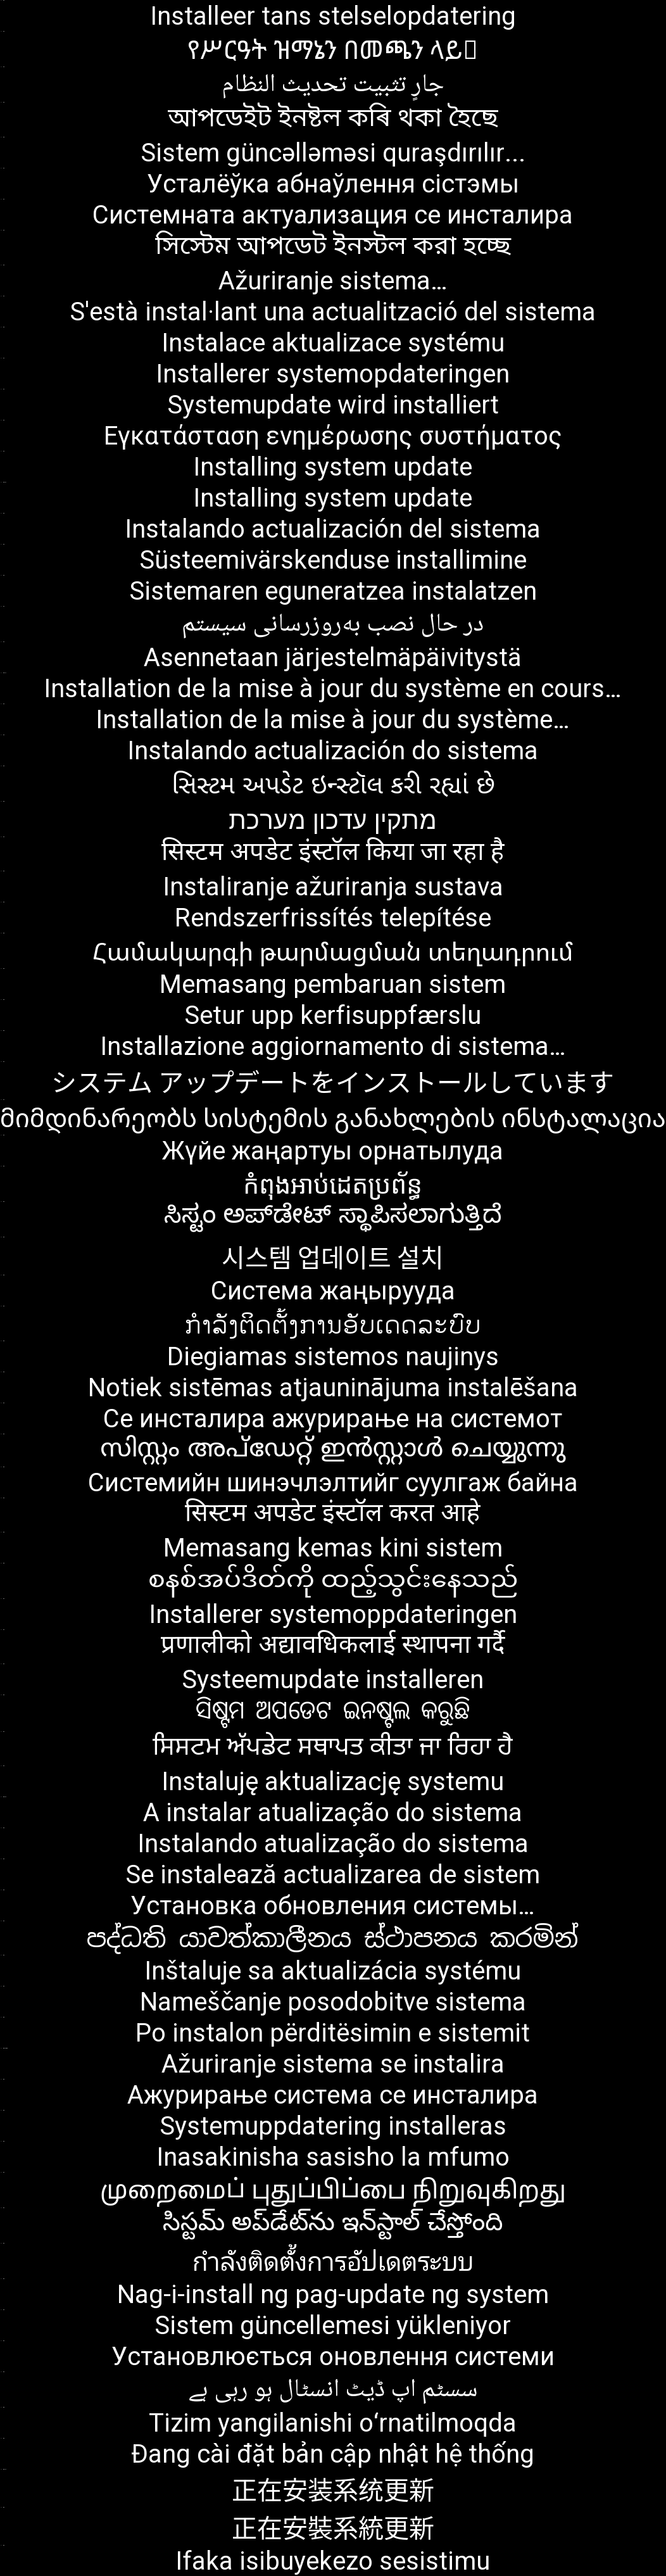 Installeer tans stelselopdatering
የሥርዓት ዝማኔን በመጫን ላይ
جارٍ تثبيت تحديث النظام
আপডেইট ইনষ্টল কৰি থকা হৈছে
Sistem güncəlləməsi quraşdırılır...
Усталёўка абнаўлення сістэмы
Системната актуализация се инсталира
সিস্টেম আপডেট ইনস্টল করা হচ্ছে
Ažuriranje sistema…
S'està instal·lant una actualització del sistema
Instalace aktualizace systému
Installerer systemopdateringen
Systemupdate wird installiert
Εγκατάσταση ενημέρωσης συστήματος
Installing system update
Installing system update
Instalando actualización del sistema
Süsteemivärskenduse installimine
Sistemaren eguneratzea instalatzen
در حال نصب به‌روزرسانی سیستم
Asennetaan järjestelmäpäivitystä
Installation de la mise à jour du système en cours…
Installation de la mise à jour du système…
Instalando actualización do sistema
સિસ્ટમ અપડેટ ઇન્સ્ટૉલ કરી રહ્યાં છે
מתקין עדכון מערכת
सिस्टम अपडेट इंस्टॉल किया जा रहा है
Instaliranje ažuriranja sustava
Rendszerfrissítés telepítése
Համակարգի թարմացման տեղադրում
Memasang pembaruan sistem
Setur upp kerfisuppfærslu
Installazione aggiornamento di sistema…
システム アップデートをインストールしています
მიმდინარეობს სისტემის განახლების ინსტალაცია
Жүйе жаңартуы орнатылуда
កំពុងអាប់ដេតប្រព័ន្ធ
ಸಿಸ್ಟಂ ಅಪ್‌ಡೇಟ್ ಸ್ಥಾಪಿಸಲಾಗುತ್ತಿದೆ
시스템 업데이트 설치
Система жаңырууда
ກຳລັງຕິດຕັ້ງການອັບເດດລະບົບ
Diegiamas sistemos naujinys
Notiek sistēmas atjauninājuma instalēšana
Се инсталира ажурирање на системот
സിസ്റ്റം അപ്ഡേറ്റ് ഇൻസ്റ്റാൾ ചെയ്യുന്നു
Системийн шинэчлэлтийг суулгаж байна
सिस्टम अपडेट इंस्टॉल करत आहे
Memasang kemas kini sistem
စနစ်အပ်ဒိတ်ကို ထည့်သွင်းနေသည်
Installerer systemoppdateringen
प्रणालीको अद्यावधिकलाई स्थापना गर्दै
Systeemupdate installeren
ସିଷ୍ଟମ ଅପଡେଟ ଇନଷ୍ଟଲ କରୁଛି
ਸਿਸਟਮ ਅੱਪਡੇਟ ਸਥਾਪਤ ਕੀਤਾ ਜਾ ਰਿਹਾ ਹੈ
Instaluję aktualizację systemu
A instalar atualização do sistema
Instalando atualização do sistema
Se instalează actualizarea de sistem
Установка обновления системы…
පද්ධති යාවත්කාලීනය ස්ථාපනය කරමින්
Inštaluje sa aktualizácia systému
Nameščanje posodobitve sistema
Po instalon përditësimin e sistemit
Ažuriranje sistema se instalira
Ажурирање система се инсталира
Systemuppdatering installeras
Inasakinisha sasisho la mfumo
முறைமைப் புதுப்பிப்பை நிறுவுகிறது
సిస్టమ్ అప్‌డేట్‌ను ఇన్‌స్టాల్ చేస్తోంది
กำลังติดตั้งการอัปเดตระบบ
Nag-i-install ng pag-update ng system
Sistem güncellemesi yükleniyor
Установлюється оновлення системи
سسٹم اپ ڈیٹ انسٹال ہو رہی ہے
Tizim yangilanishi o‘rnatilmoqda
Đang cài đặt bản cập nhật hệ thống
正在安装系统更新
正在安裝系統更新
Ifaka isibuyekezo sesistimu